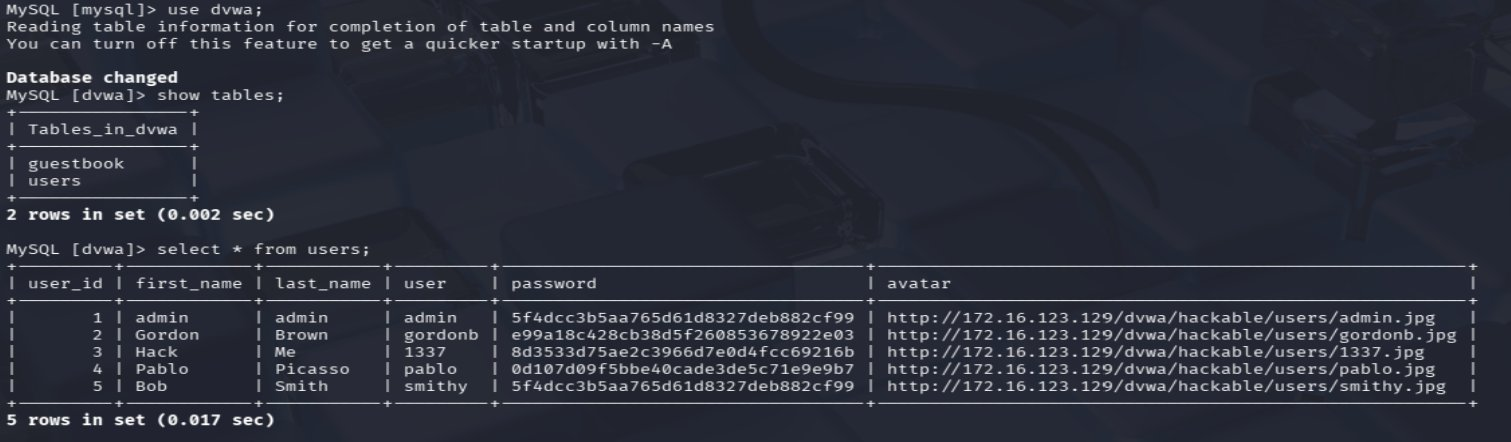 MySQL [mysql]> use dvwa;
Reading table information for completion of table and column names
You can turn off this feature to get a quicker startup with -A
Database changed
MySQL [dvwa]> show tables;
+----------------+
| Tables_in_dvwa |
+----------------+
| guestbook      |
| users          |
+----------------+
2 rows in set (0.002 sec)
MySQL [dvwa]> select * from users;
+---------+------------+-----------+---------+----------------------------------+------------------------------------------------------+
| user_id | first_name | last_name | user    | password                         | avatar                                               |
+---------+------------+-----------+---------+----------------------------------+------------------------------------------------------+
|       1 | admin      | admin     | admin   | 5f4dcc3b5aa765d61d8327deb882cf99 | http://172.16.123.129/dvwa/hackable/users/admin.jpg   |
|       2 | Gordon     | Brown     | gordonb | e99a18c428cb38d5f260853678922e03 | http://172.16.123.129/dvwa/hackable/users/gordonb.jpg |
|       3 | Hack       | Me        | 1337    | 8d3533d75ae2c3966d7e0d4fcc69216b | http://172.16.123.129/dvwa/hackable/users/1337.jpg    |
|       4 | Pablo      | Picasso   | pablo   | 0d107d09f5bbe40cade3de5c71e9e9b7 | http://172.16.123.129/dvwa/hackable/users/pablo.jpg   |
|       5 | Bob        | Smith     | smithy  | 5f4dcc3b5aa765d61d8327deb882cf99 | http://172.16.123.129/dvwa/hackable/users/smithy.jpg  |
+---------+------------+-----------+---------+----------------------------------+------------------------------------------------------+
5 rows in set (0.017 sec)